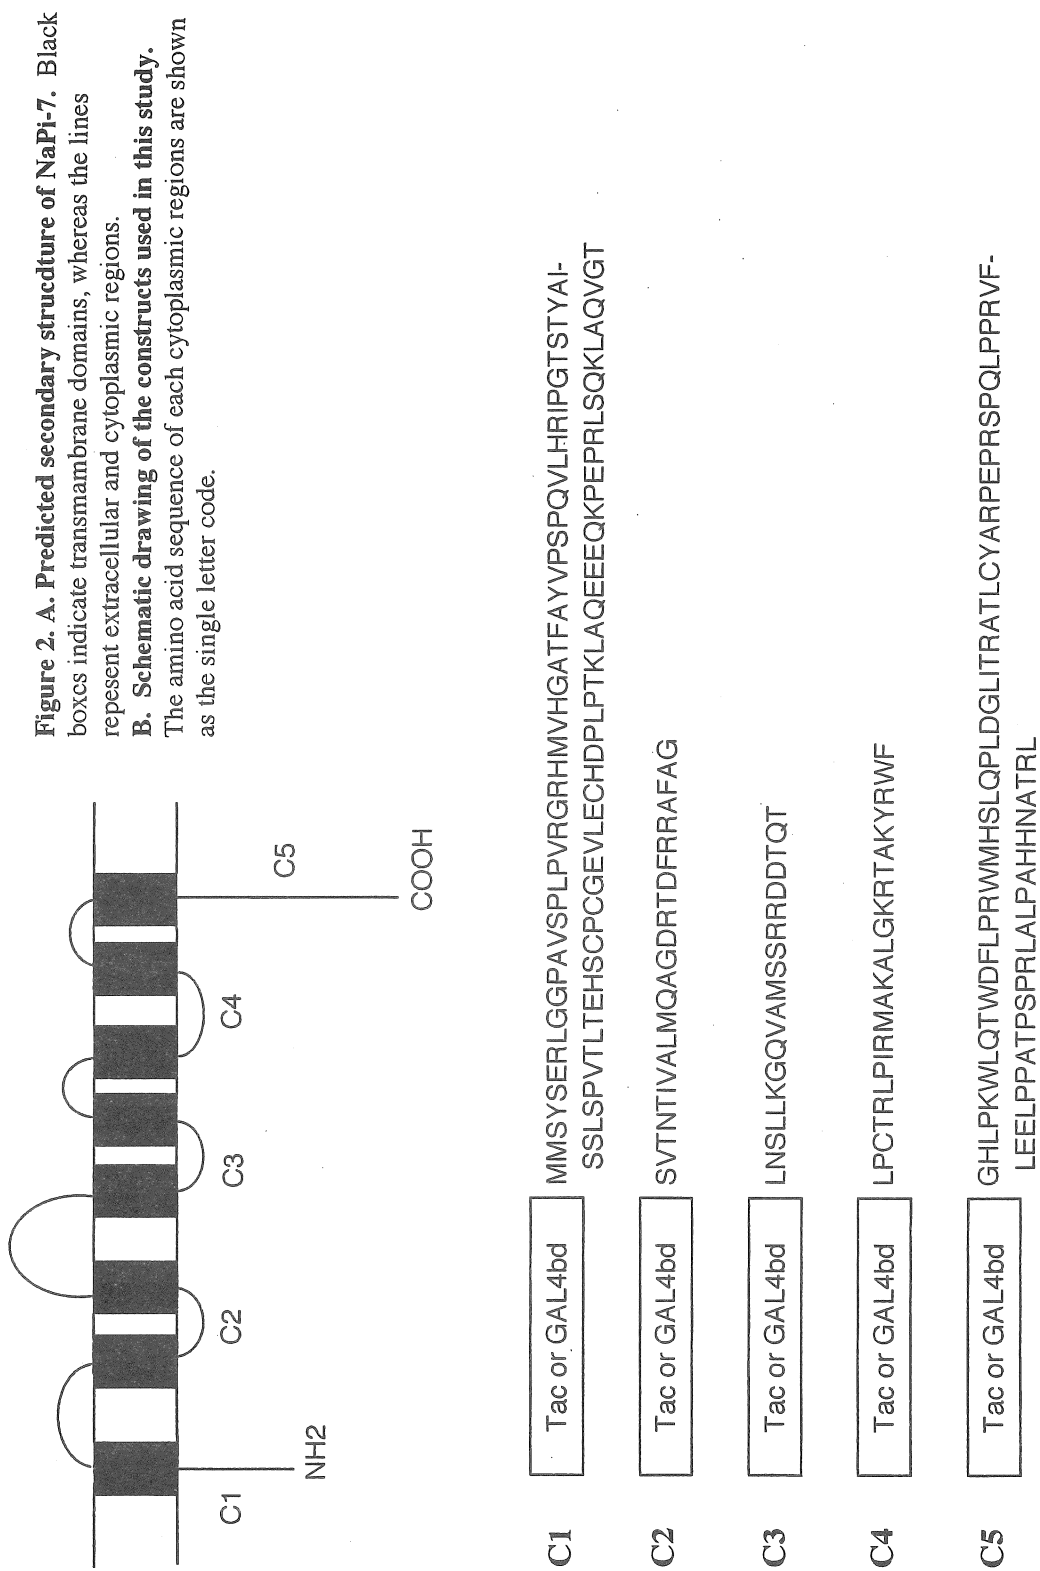 Figure 2. A. Predicted secondary strucdture of NaPi-7. Black
boxcs indicate transmambrane domains, whereas the lines
repesent extracellular and cytoplasmic regions.
B. Schematic drawing of the constructs used in this study.
The amino acid sequence of each cytoplasmic regions are shown
as the single letter code.
C1
NH2
C2
C3
C4
C5
COOH
C1 Tac or GAL4bd MMSYSERLGGPAVSPLPVRGRHMVHGATFAYVPSPQVLHRIPGTSTYAI-
SSLSPVTLTEHSCPCGEVLECHDPLPTKLAQEEEQKPEPRLSQKLAQVGT
C2 Tac or GAL4bd SVTNTIVALMQAGDRTDFRRAFAG
C3 Tac or GAL4bd LNSLLKGQVAMSSRRDDTQT
C4 Tac or GAL4bd LPCTRLPIRMAKALGKRTAKYRWF
C5 Tac or GAL4bd GHLPKWLQTWDFLPRWMHSLQPLDGLITRATLCYARPEPRSPQLPPRVF-
LEELPPATPSPRLALPAHHNATRL